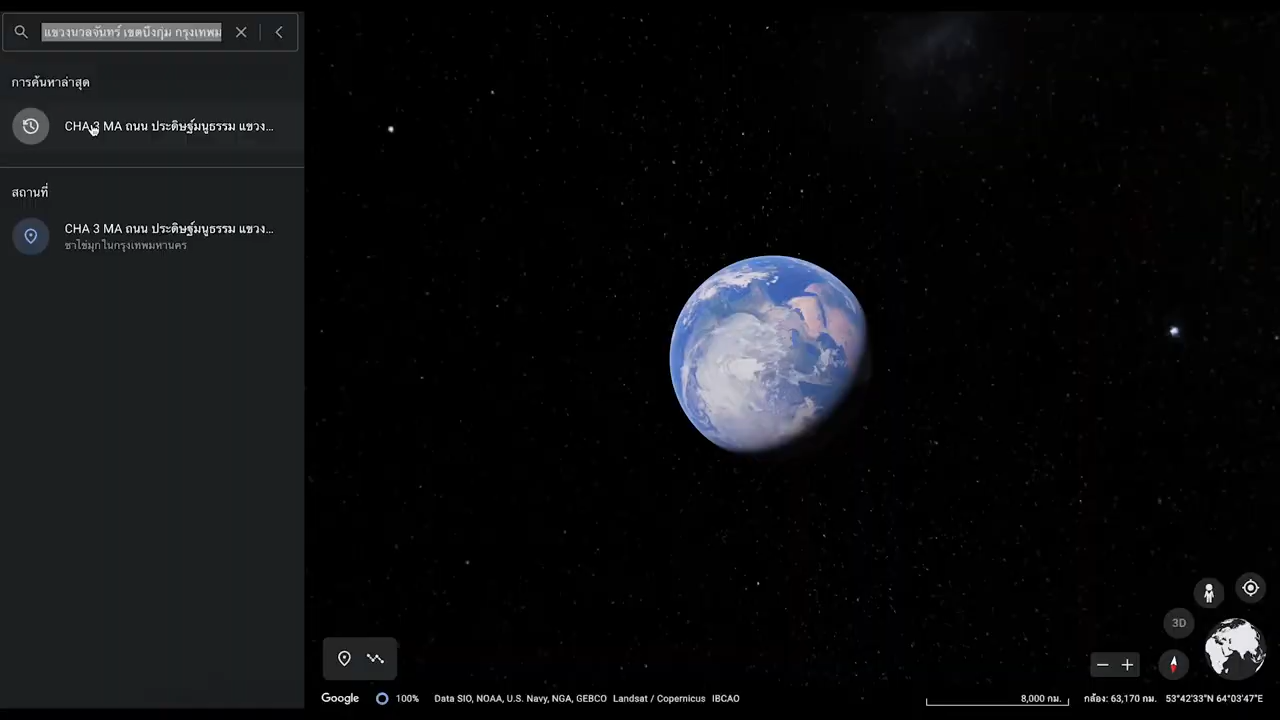 แขวงนวลจันทร์ เขตบึงกุ่ม กรุงเทพม
การค้นหาล่าสุด
CHA 3 MA ถนน ประดิษฐ์มนูธรรม แขวง...
สถานที่
CHA 3 MA ถนน ประดิษฐ์มนูธรรม แขวง...
ชาไข่มุกในกรุงเทพมหานคร
3D
Google 100% Data SIO, NOAA, U.S. Navy, NGA, GEBCO Landsat / Copernicus IBCAO 8,000 กม. กล้อง: 63,170 กม. 53°42'33"N 64°03'47"E